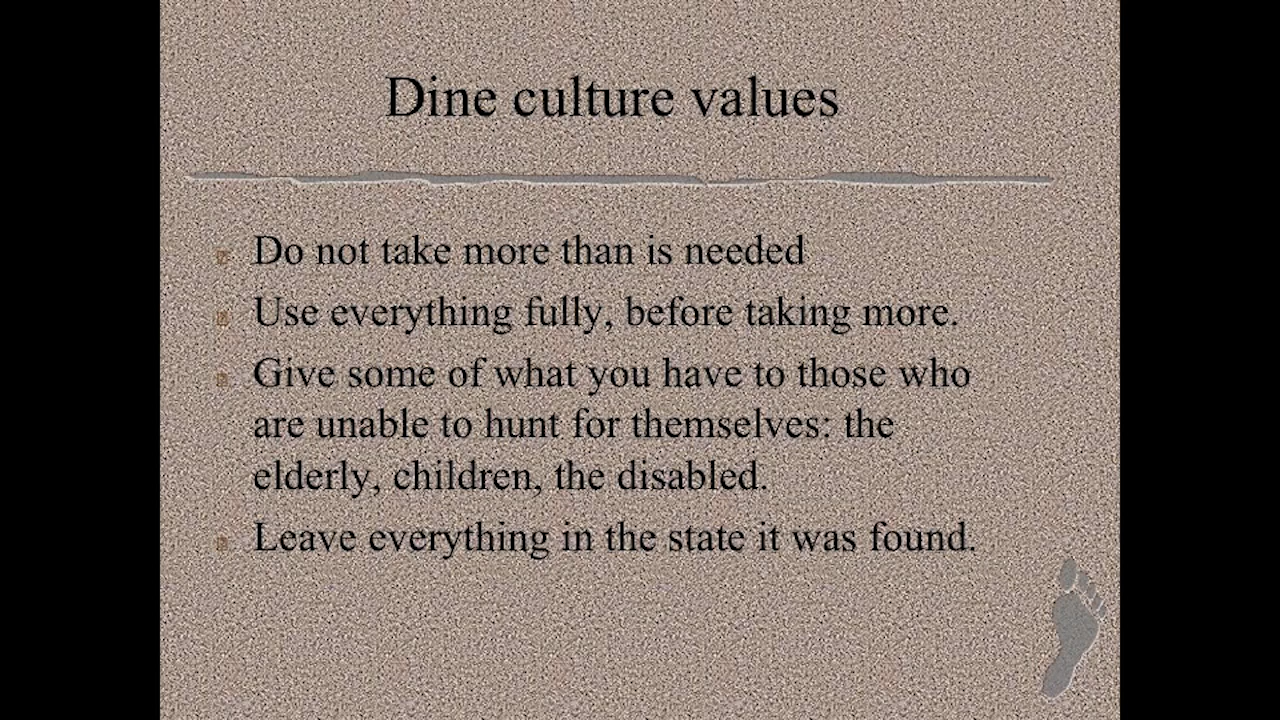 Dine culture values
Do not take more than is needed
Use everything fully, before taking more.
Give some of what you have to those who
are unable to hunt for themselves: the
elderly, children, the disabled.
Leave everything in the state it was found.